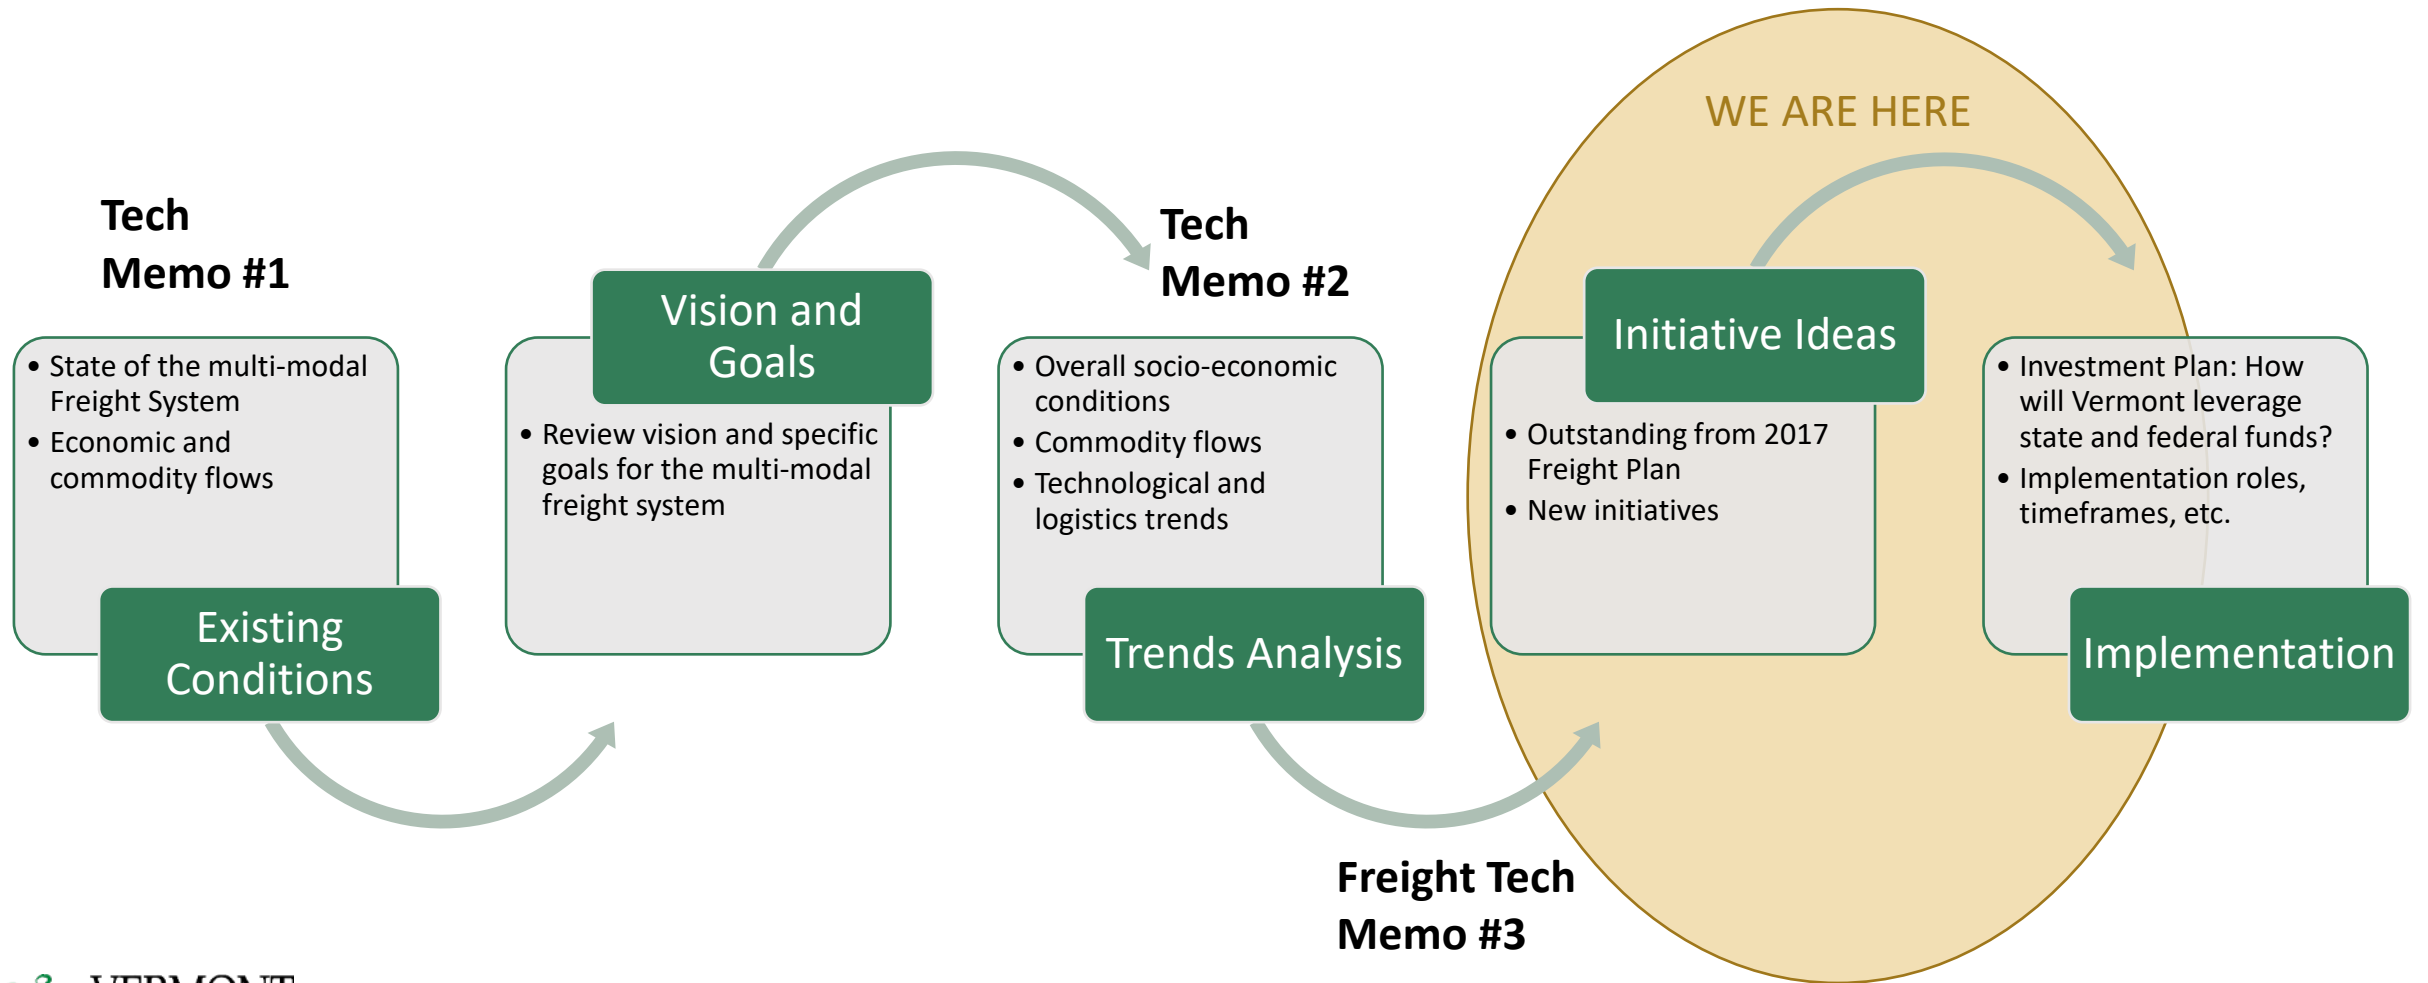 WE ARE HERE
Tech
Memo #1
• State of the multi-modal
Freight System
• Economic and
commodity flows
Existing
Conditions
Vision and
Goals
• Review vision and specific
goals for the multi-modal
freight system
Tech
Memo #2
• Overall socio-economic
conditions
• Commodity flows
• Technological and
logistics trends
Trends Analysis
Freight Tech
Memo #3
Initiative Ideas
• Outstanding from 2017
Freight Plan
• New initiatives
• Investment Plan: How
will Vermont leverage
state and federal funds?
• Implementation roles,
timeframes, etc.
Implementation
VERMONT